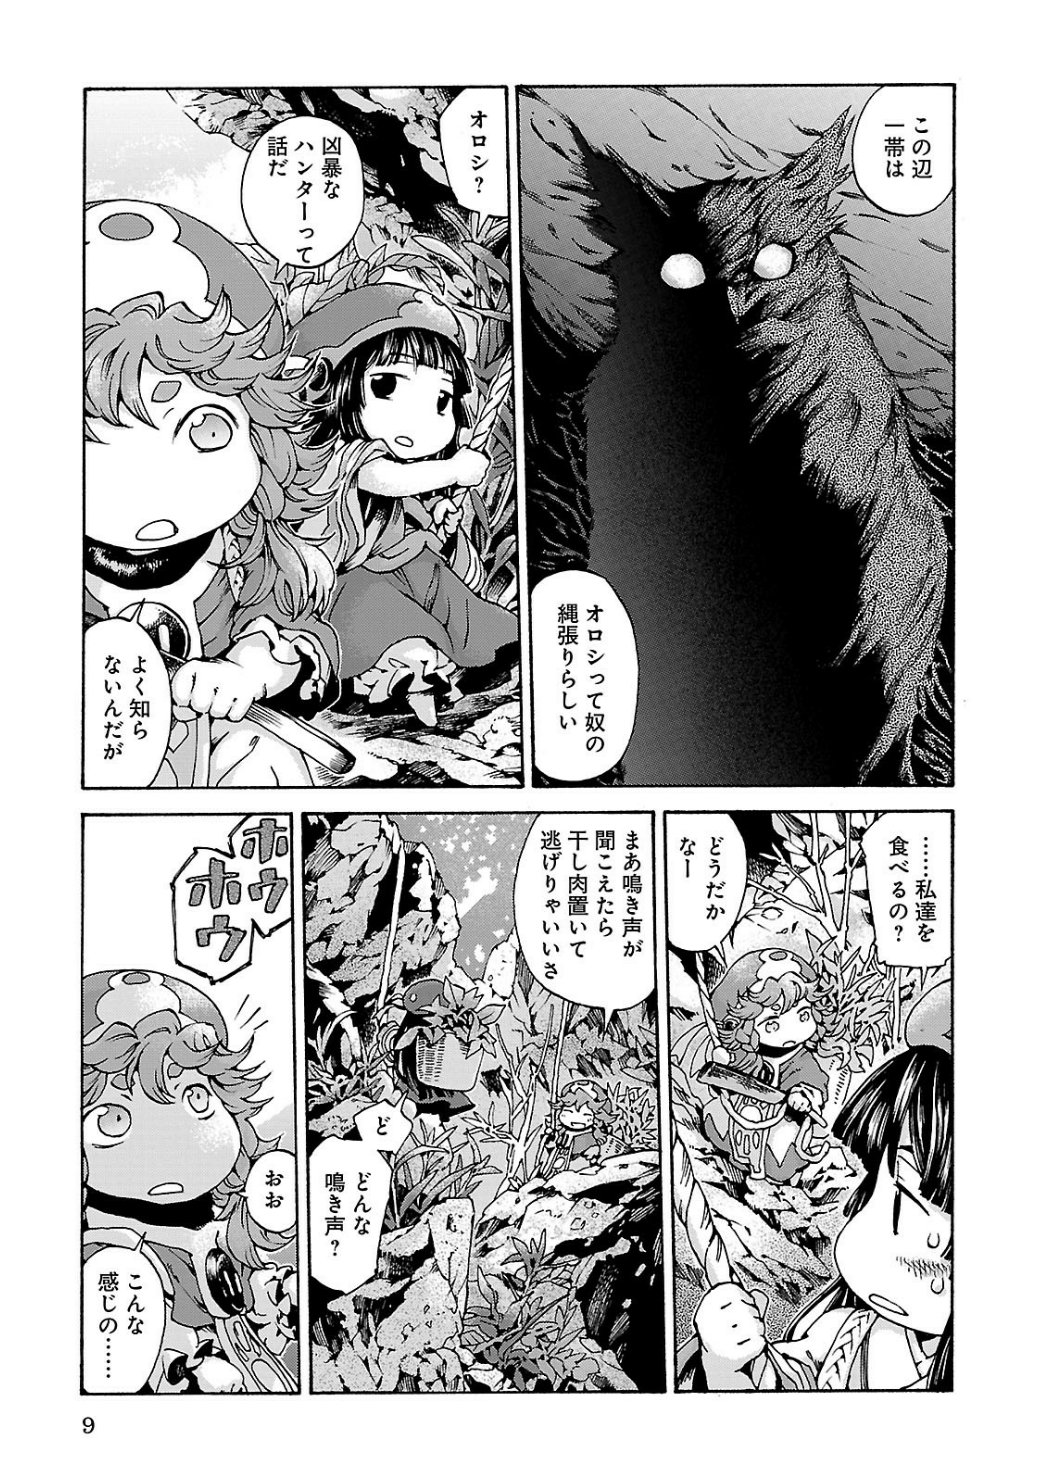 この辺
一帯は
オロシって奴の
縄張りらしい
オロシ?
凶暴な
ハンターって
話だ
よく知ら
ないんだが
……私達を
食べるの?
どうだか
なー
まあ鳴き声が
聞こえたら
干し肉置いて
逃げりゃいいさ
ど
どんな
鳴き声?
ホウ
ホウ
おお
こんな
感じの……
9